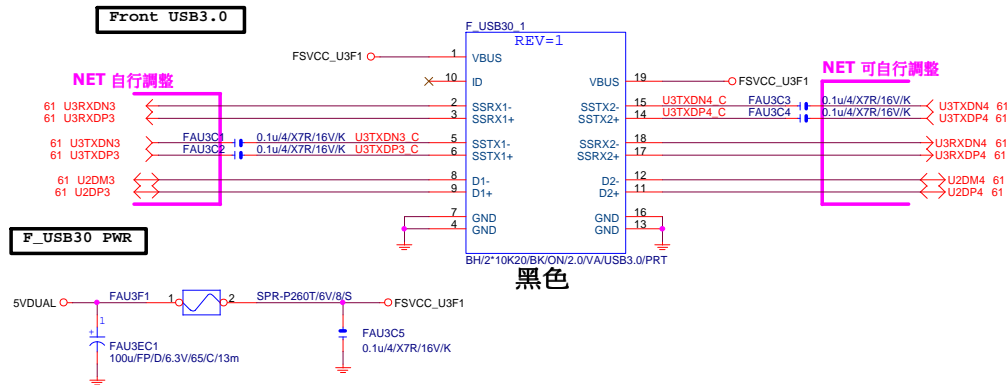 Front USB3.0
F_USB30_1
REV=1
FSVCC_U3F1
1
VBUS
10
ID
VBUS
19
FSVCC_U3F1
NET 自行調整
NET 可自行調整
61 U3RXDN3
2
SSRX1-
SSTX2-
15
U3TXDN4_C
FAU3C3
0.1u/4/X7R/16V/K
U3TXDN4 61
61 U3RXDP3
3
SSRX1+
SSTX2+
14
U3TXDP4_C
FAU3C4
0.1u/4/X7R/16V/K
U3TXDP4 61
61 U3TXDN3
FAU3C1
0.1u/4/X7R/16V/K
U3TXDN3_C
5
SSTX1-
SSRX2-
18
U3RXDN4 61
61 U3TXDP3
FAU3C2
0.1u/4/X7R/16V/K
U3TXDP3_C
6
SSTX1+
SSRX2+
17
U3RXDP4 61
61 U2DM3
8
D1-
D2-
12
U2DM4 61
61 U2DP3
9
D1+
D2+
11
U2DP4 61
7
GND
GND
16
4
GND
GND
13
BH/2*10K20/BK/ON/2.0/VA/USB3.0/PRT
黑色
F_USB30 PWR
5VDUAL
FAU3F1
1
2
SPR-P260T/6V/8/S
FSVCC_U3F1
1
+
FAU3EC1
100u/FP/D/6.3V/65/C/13m
FAU3C5
0.1u/4/X7R/16V/K